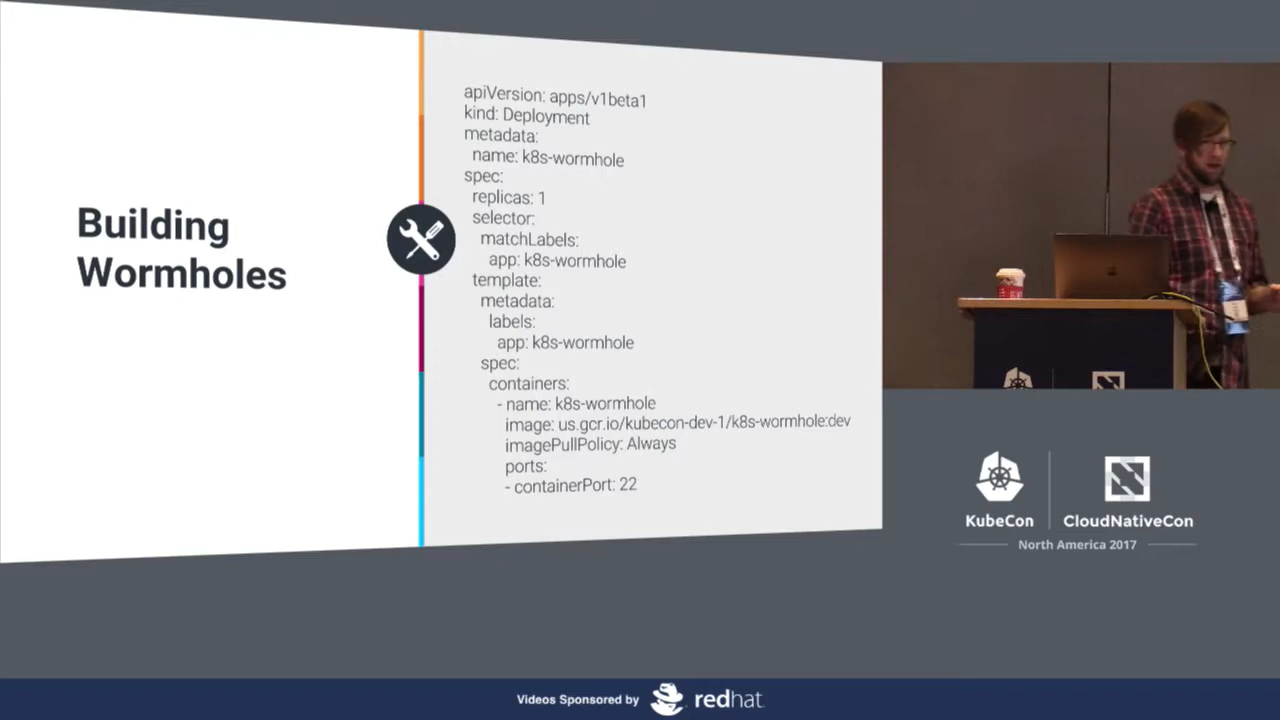 Building
Wormholes
apiVersion: apps/v1beta1
kind: Deployment
metadata:
  name: k8s-wormhole
spec:
  replicas: 1
  selector:
    matchLabels:
      app: k8s-wormhole
  template:
    metadata:
      labels:
        app: k8s-wormhole
    spec:
      containers:
        - name: k8s-wormhole
          image: us.gcr.io/kubecon-dev-1/k8s-wormhole:dev
          imagePullPolicy: Always
          ports:
          - containerPort: 22
KubeCon
CloudNativeCon
North America 2017
Videos Sponsored by
redhat.